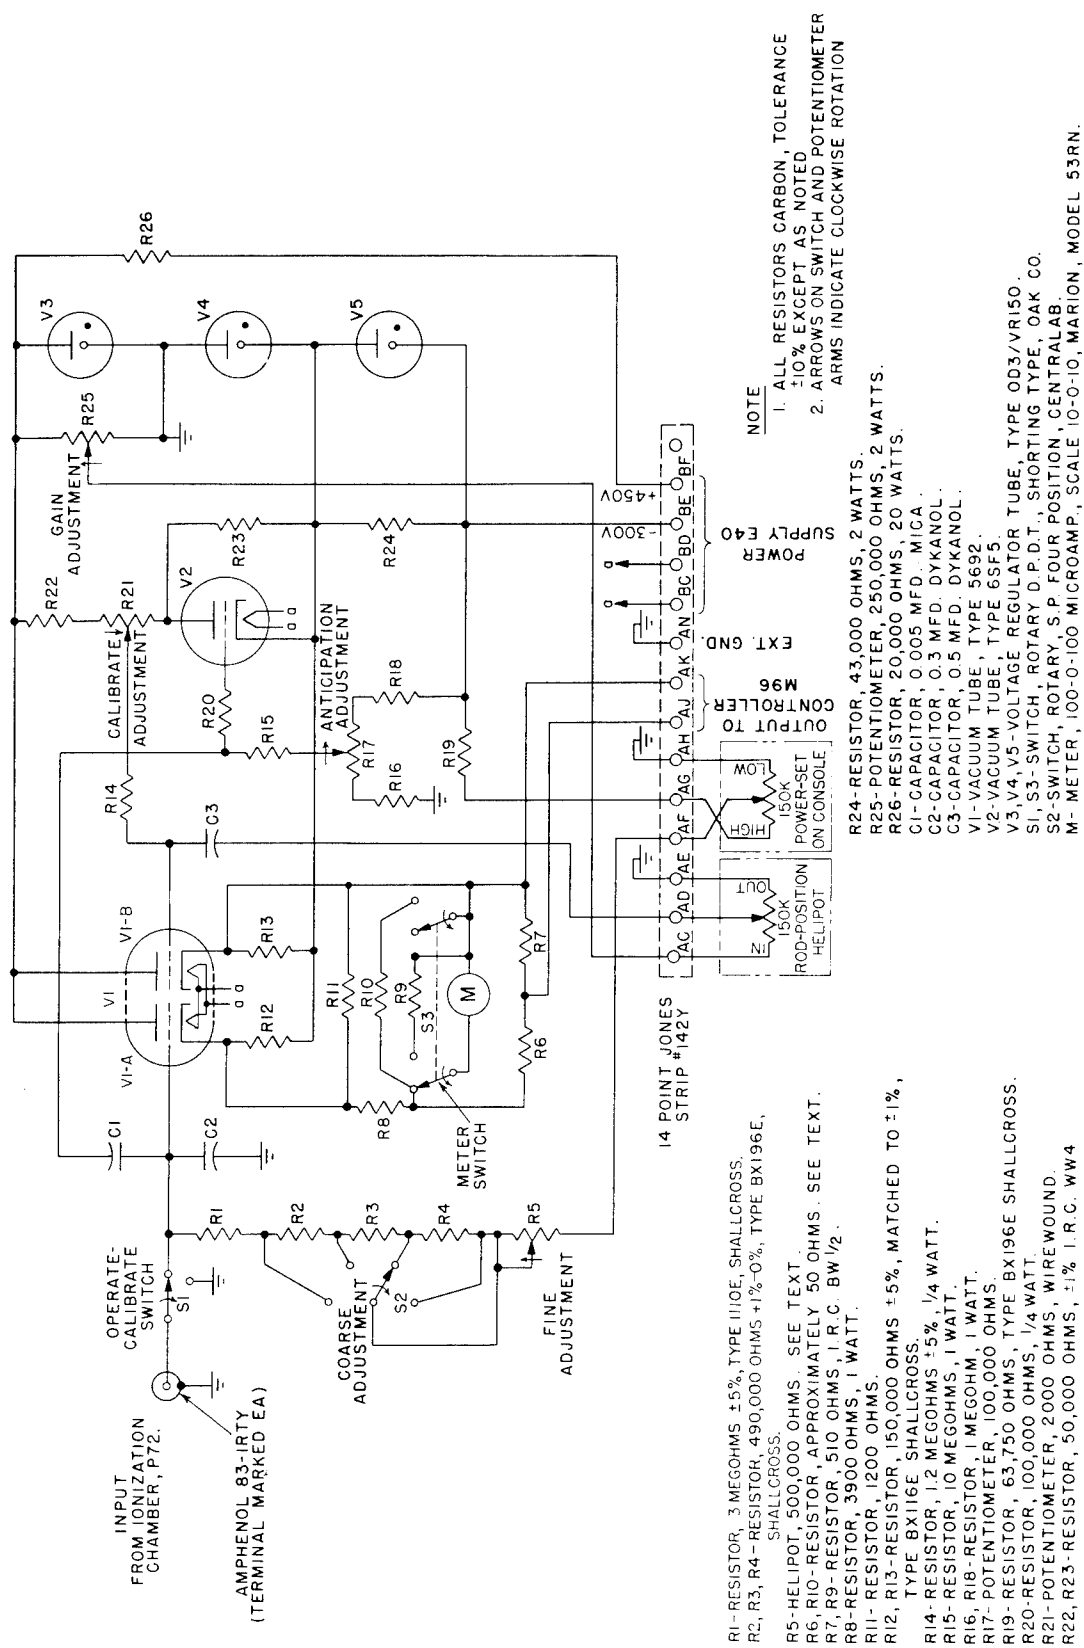 INPUT
FROM IONIZATION
CHAMBER, P72.
AMPHENOL 83-1RTY
(TERMINAL MARKED EA)
OPERATE-
CALIBRATE
SWITCH
S1
C1
C2
R1
R2
R3
R4
R5
COARSE
ADJUSTMENT
S2
FINE
ADJUSTMENT
V1-A
V1
V1-B
a
a
R12
R13
R11
R8
R10
R9
S3
M
METER
SWITCH
R6
R7
C3
R14
CALIBRATE
ADJUSTMENT
R22
R21
R20
R15
V2
a
a
R23
R24
ANTICIPATION
ADJUSTMENT
R17
R18
R16
R19
GAIN
ADJUSTMENT
R25
V3
V4
V5
R26
14 POINT JONES
STRIP #142Y
AC
AD
AE
AF
AG
AH
AJ
AK
AN
BC
BD
BE
BF
IN
OUT
150K
ROD-POSITION
HELIPOT
HIGH
LOW
150K
POWER-SET
ON CONSOLE
OUTPUT TO
CONTROLLER
M96
EXT. GND.
a
a
-300V
+450V
POWER
SUPPLY E40
NOTE
1. ALL RESISTORS CARBON, TOLERANCE
±10% EXCEPT AS NOTED
2. ARROWS ON SWITCH AND POTENTIOMETER
ARMS INDICATE CLOCKWISE ROTATION
R1-RESISTOR, 3 MEGOHMS ±5%, TYPE 1110E, SHALLCROSS.
R2, R3, R4-RESISTOR, 490,000 OHMS +1%-0%, TYPE BX196E,
SHALLCROSS.
R5-HELIPOT, 500,000 OHMS. SEE TEXT.
R6, R10-RESISTOR, APPROXIMATELY 50 OHMS. SEE TEXT.
R7, R9-RESISTOR, 510 OHMS, I.R.C. BW 1/2.
R8-RESISTOR, 3900 OHMS, 1 WATT.
R11- RESISTOR, 1200 OHMS.
R12, R13-RESISTOR, 150,000 OHMS ±5%, MATCHED TO ±1%,
TYPE BX116E SHALLCROSS.
R14- RESISTOR, 1.2 MEGOHMS ±5%, 1/4 WATT.
R15-RESISTOR, 10 MEGOHMS, 1 WATT.
R16, R18-RESISTOR, 1 MEGOHM, 1 WATT.
R17- POTENTIOMETER, 100,000 OHMS.
R19- RESISTOR, 63,750 OHMS, TYPE BX196E SHALLCROSS.
R20-RESISTOR, 100,000 OHMS, 1/4 WATT.
R21-POTENTIOMETER, 2000 OHMS, WIREWOUND.
R22, R23-RESISTOR, 50,000 OHMS, ±1% I.R.C. WW4
R24-RESISTOR, 43,000 OHMS, 2 WATTS.
R25-POTENTIOMETER, 250,000 OHMS, 2 WATTS.
R26-RESISTOR, 20,000 OHMS, 20 WATTS.
C1- CAPACITOR, 0.005 MFD. MICA.
C2-CAPACITOR, 0.3 MFD. DYKANOL.
C3-CAPACITOR, 0.5 MFD. DYKANOL.
V1- VACUUM TUBE, TYPE 5692.
V2-VACUUM TUBE, TYPE 6SF5.
V3, V4, V5-VOLTAGE REGULATOR TUBE, TYPE OD3/VR150.
S1, S3-SWITCH, ROTARY D.P.D.T., SHORTING TYPE, OAK CO.
S2-SWITCH, ROTARY, S.P. FOUR POSITION, CENTRALAB.
M- METER, 100-0-100 MICROAMP., SCALE 10-0-10, MARION, MODEL 53RN.